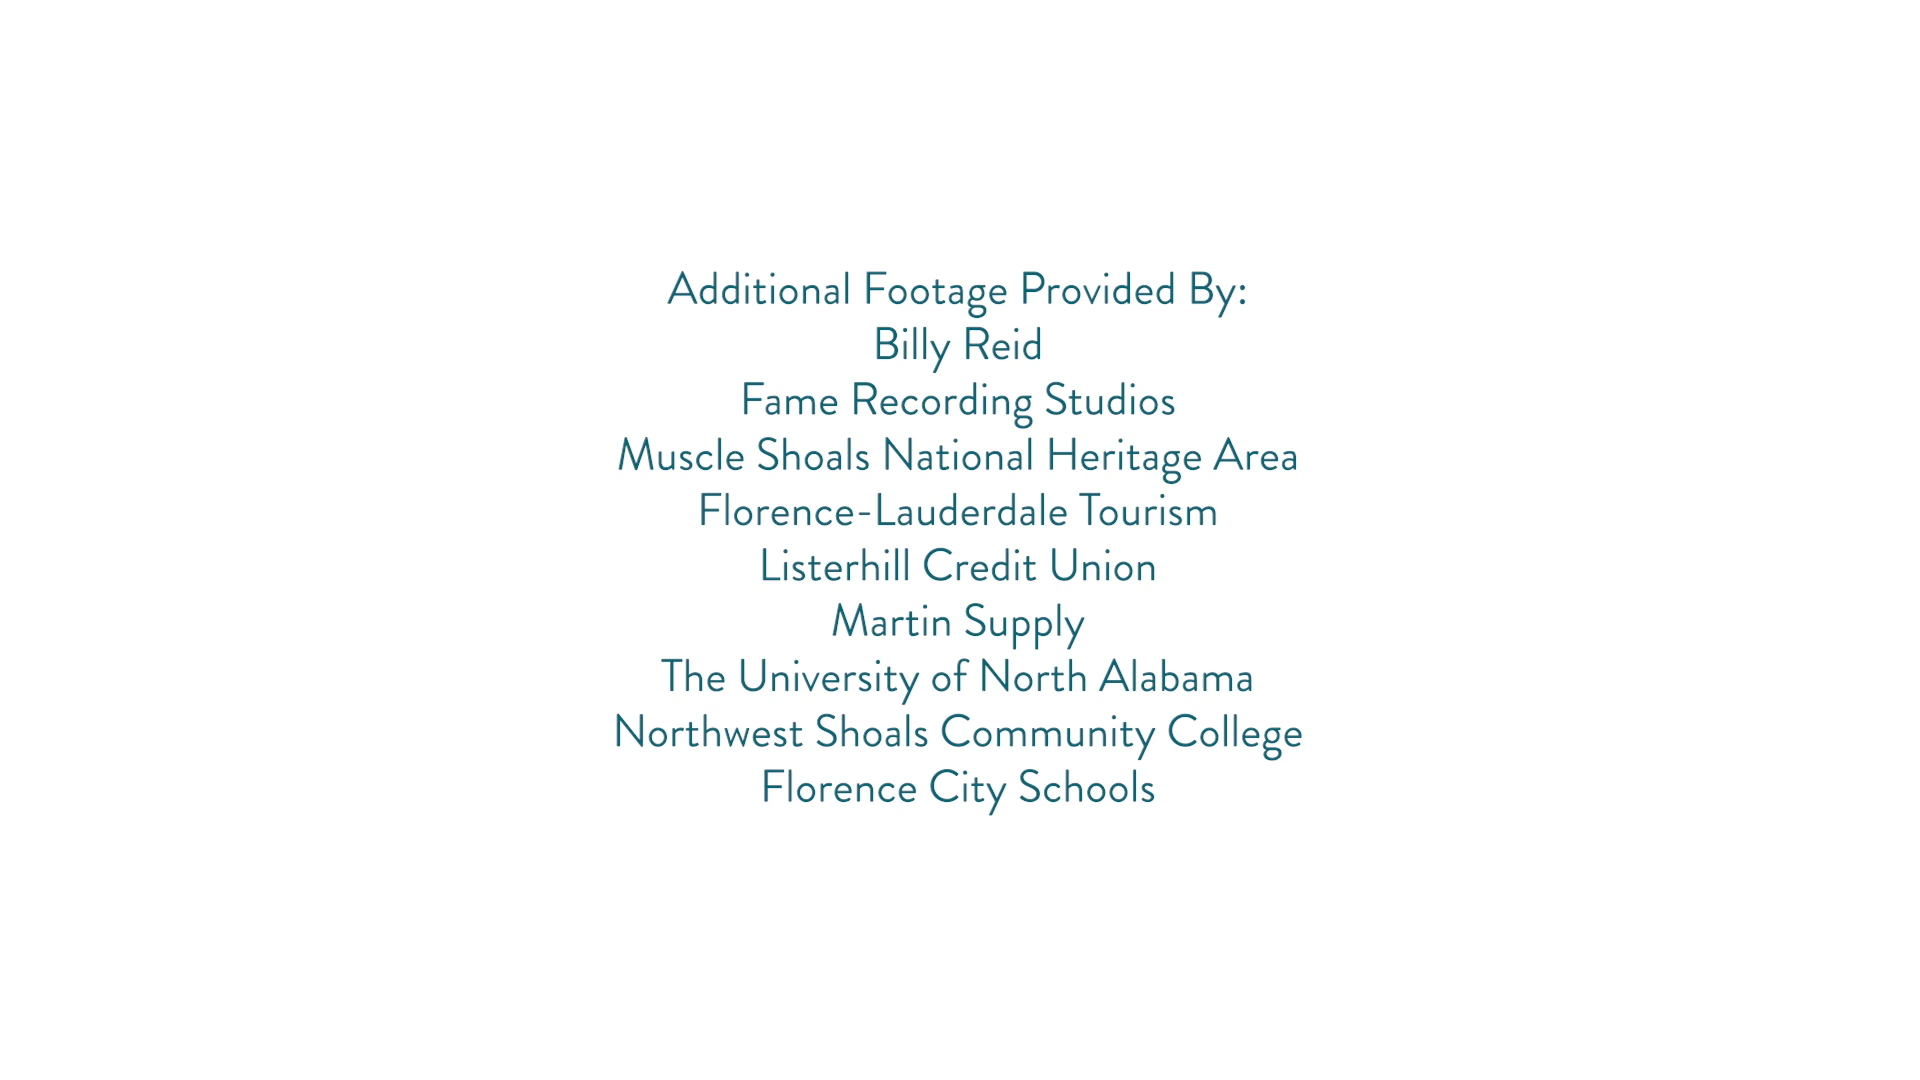 Additional Footage Provided By:
Billy Reid
Fame Recording Studios
Muscle Shoals National Heritage Area
Florence-Lauderdale Tourism
Listerhill Credit Union
Martin Supply
The University of North Alabama
Northwest Shoals Community College
Florence City Schools